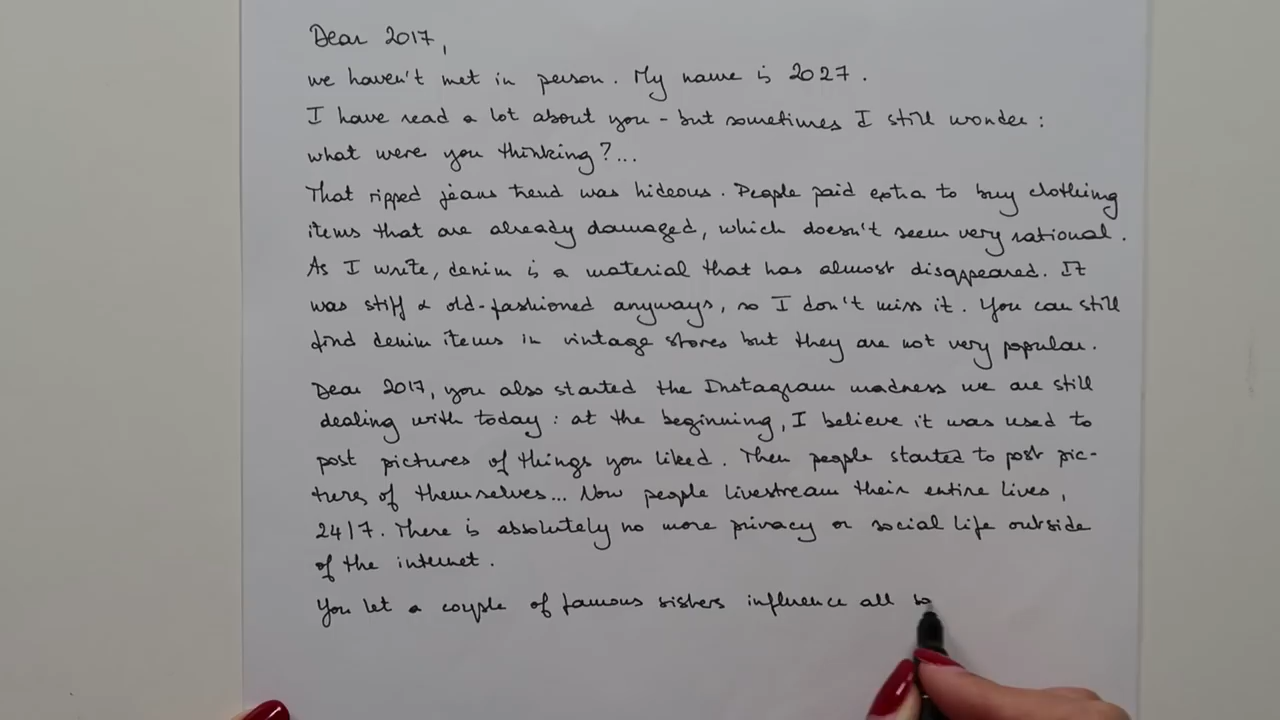 Dear 2017,
we haven't met in person. My name is 2027.
I have read a lot about you - but sometimes I still wonder:
what were you thinking?...
That ripped jeans trend was hideous. People paid extra to buy clothing
items that are already damaged, which doesn't seem very rational.
As I write, denim is a material that has almost disappeared. It
was stiff & old-fashioned anyways, so I don't miss it. You can still
find denim items in vintage stores but they are not very popular.
Dear 2017, you also started the Instagram madness we are still
dealing with today: at the beginning, I believe it was used to
post pictures of things you liked. Then people started to post pic-
tures of themselves... Now people livestream their entire lives,
24/7. There is absolutely no more privacy or social life outside
of the internet.
You let a couple of famous sisters influence all